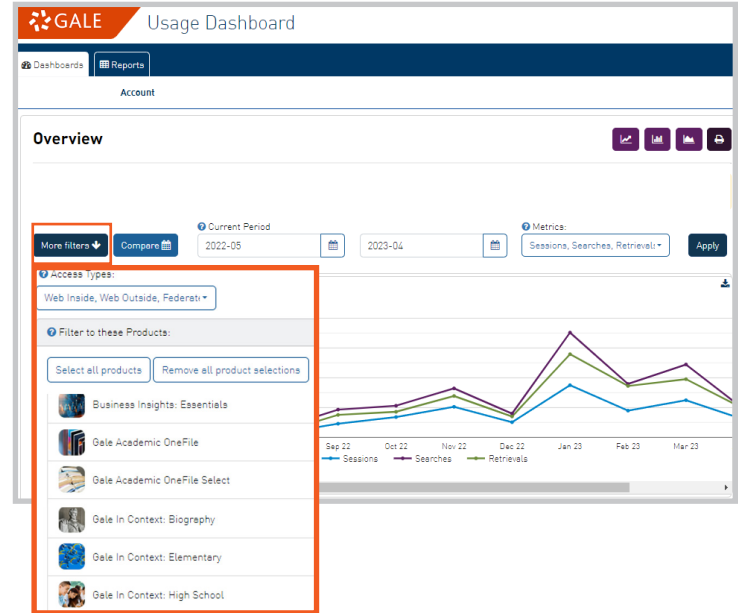 GALE Usage Dashboard
Dashboards Reports
Account
Overview
Current Period Metrics:
More filters Compare 2022-05 2023-04 Sessions, Searches, Retrieval: Apply
Access Types:
Web Inside, Web Outside, Federate
Filter to these Products:
Select all products Remove all product selections
Business Insights: Essentials
Gale Academic OneFile
Gale Academic OneFile Select
Gale In Context: Biography
Gale In Context: Elementary
Gale In Context: High School
Sep 22 Oct 22 Nov 22 Dec 22 Jan 23 Feb 23 Mar 23
Sessions Searches Retrievals